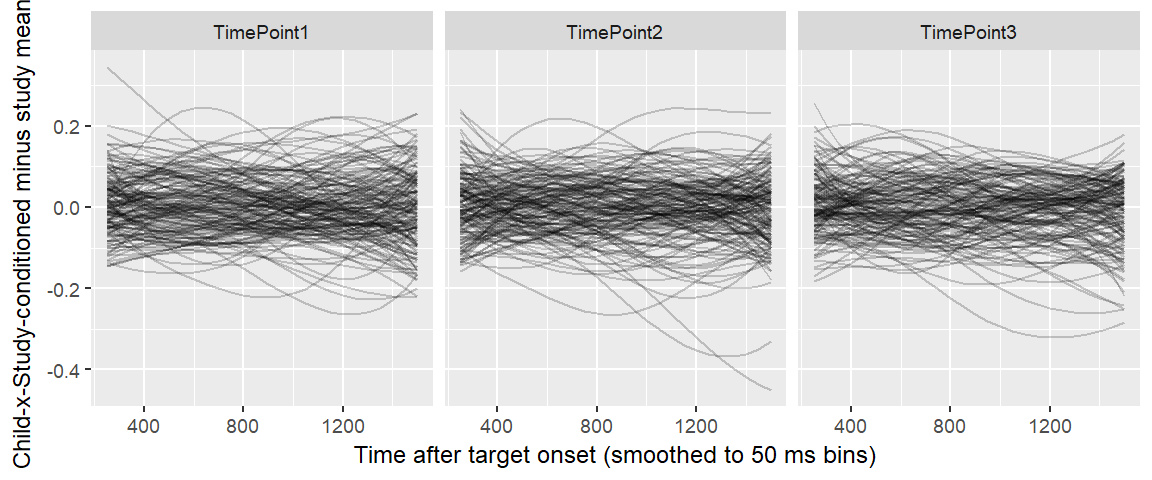 TimePoint1
TimePoint2
TimePoint3
Child-x-Study-conditioned minus study mean
0.2
0.0
-0.2
-0.4
400
800
1200
400
800
1200
400
800
1200
Time after target onset (smoothed to 50 ms bins)